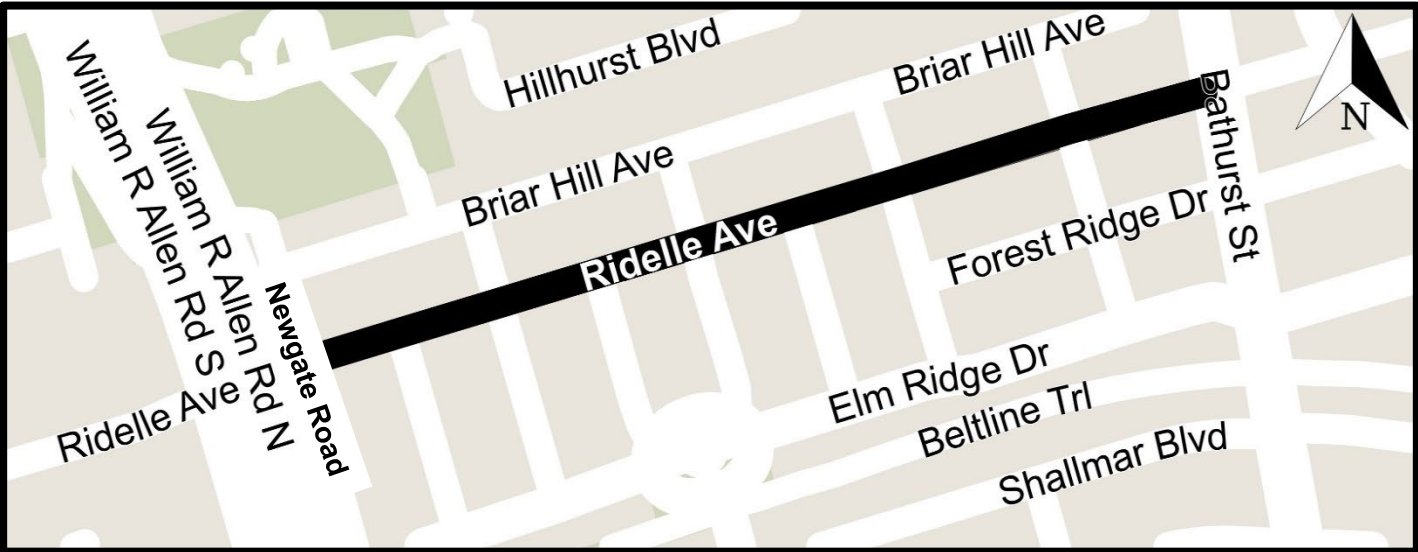 Hillhurst Blvd
Briar Hill Ave
William R Allen Rd S
William R Allen Rd N
Bathurst St
N
Briar Hill Ave
Ridelle Ave
Forest Ridge Dr
Newgate Road
Ridelle Ave
e
Elm Ridge Dr
Beltline Trl
Shallmar Blvd